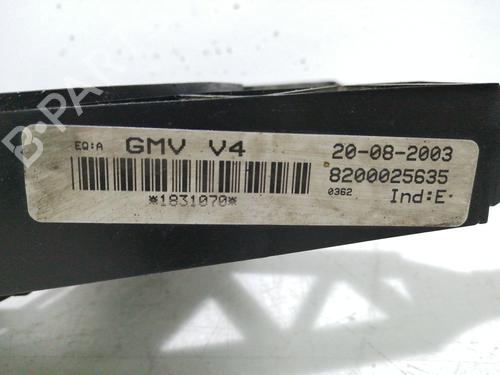 B-PARTS
EQ:A GMV V4 20-08-2003
8200025635
*1831070* 0362 Ind:E